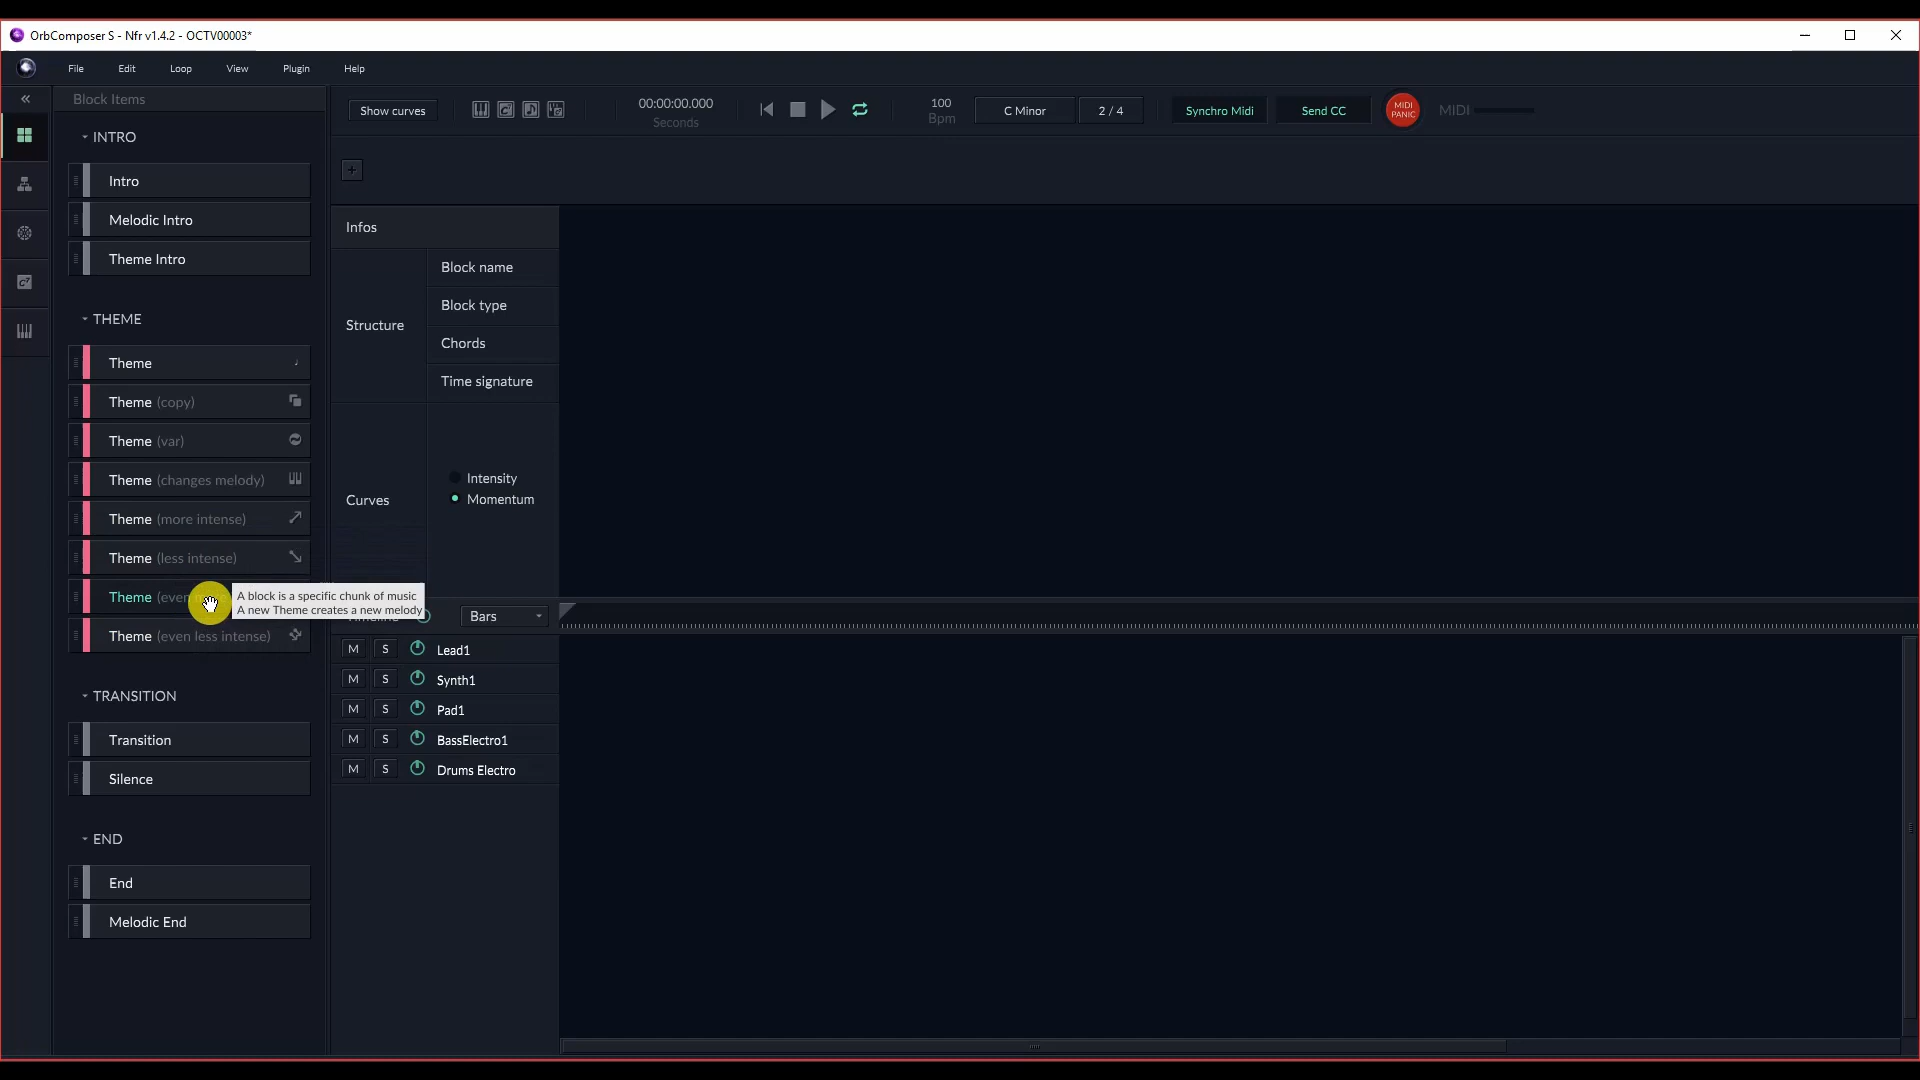 OrbComposer S - Nfr v1.4.2 - OCTV00003*
File Edit Loop View Plugin Help
Block Items
INTRO
Intro
Melodic Intro
Theme Intro
THEME
Theme
Theme (copy)
Theme (var)
Theme (changes melody)
Theme (more intense)
Theme (less intense)
Theme (even
Theme (even less intense)
TRANSITION
Transition
Silence
END
End
Melodic End
A block is a specific chunk of music
A new Theme creates a new melody
Show curves
00:00:00.000
Seconds
100
Bpm
C Minor
2 / 4
Synchro Midi
Send CC
MIDI
PANIC
MIDI
Infos
Structure
Block name
Block type
Chords
Time signature
Curves
Intensity
Momentum
Timeline
Bars
M S Lead1
M S Synth1
M S Pad1
M S BassElectro1
M S Drums Electro